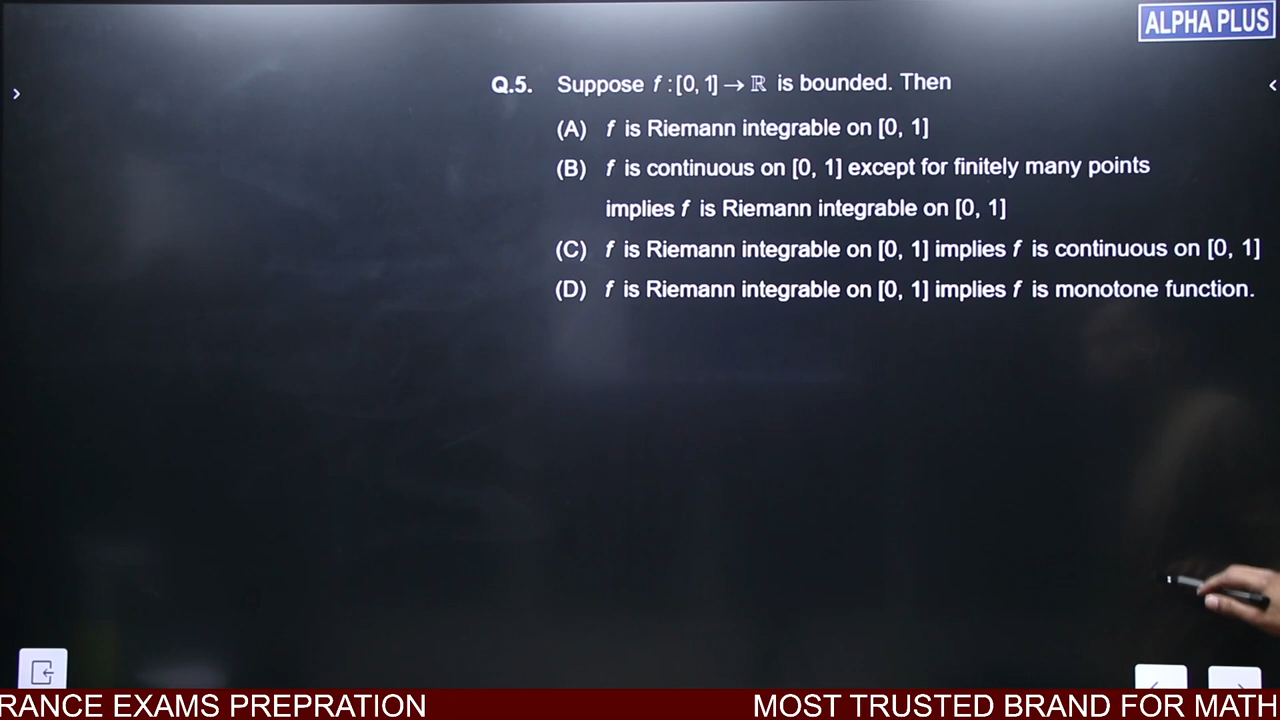 ALPHA PLUS
Q.5. Suppose f : [0, 1] → ℝ is bounded. Then
(A) f is Riemann integrable on [0, 1]
(B) f is continuous on [0, 1] except for finitely many points
implies f is Riemann integrable on [0, 1]
(C) f is Riemann integrable on [0, 1] implies f is continuous on [0, 1]
(D) f is Riemann integrable on [0, 1] implies f is monotone function.
RANCE EXAMS PREPRATION MOST TRUSTED BRAND FOR MATH